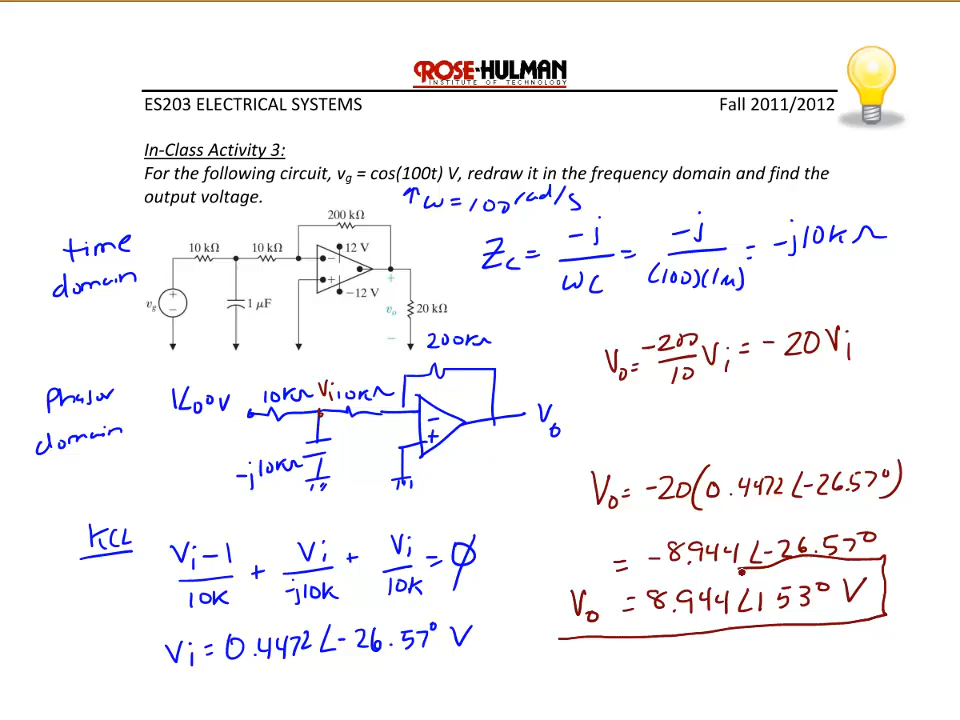 ROSE-HULMAN
INSTITUTE OF TECHNOLOGY
ES203 ELECTRICAL SYSTEMS Fall 2011/2012
In-Class Activity 3:
For the following circuit, vg = cos(100t) V, redraw it in the frequency domain and find the
output voltage.
↑ ω = 100 rad/s
time
domain
200 kΩ
10 kΩ 10 kΩ 12 V
−12 V
vg 1 μF
+
vo 20 kΩ
−
Zc = -j/ωC = -j/(100)(1μ) = -j10kΩ
Phasor
domain
1∠0° V 10kΩ Vi 10kΩ 200kΩ
-j10kΩ
Vo
Vo = -200/10 Vi = -20Vi
KCL
Vi-1/10K + Vi/-j10K + Vi/10K = 0
Vi = 0.4472 ∠-26.57° V
Vo = -20(0.4472∠-26.57°)
= -8.944 ∠-26.57°
Vo = 8.944 ∠153° V